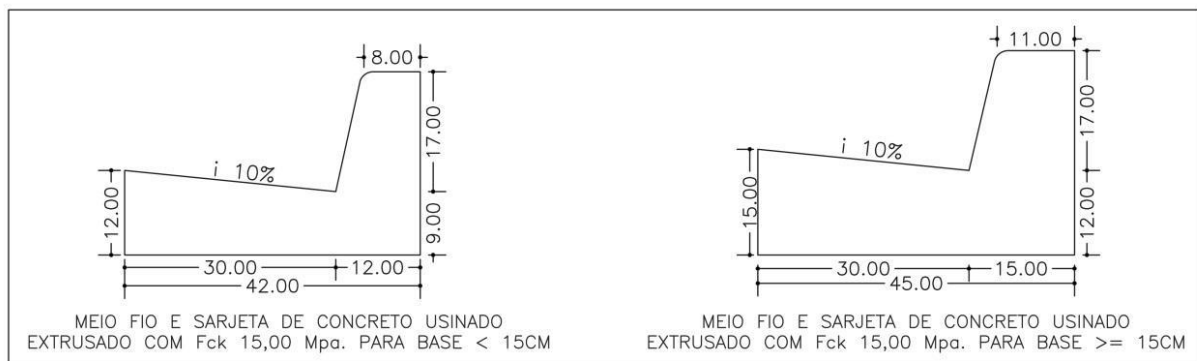 8.00
17.00
i 10%
12.00
9.00
30.00
12.00
42.00
MEIO FIO E SARJETA DE CONCRETO USINADO
EXTRUSADO COM Fck 15,00 Mpa. PARA BASE < 15CM
11.00
17.00
i 10%
15.00
12.00
30.00
15.00
45.00
MEIO FIO E SARJETA DE CONCRETO USINADO
EXTRUSADO COM Fck 15,00 Mpa. PARA BASE >= 15CM